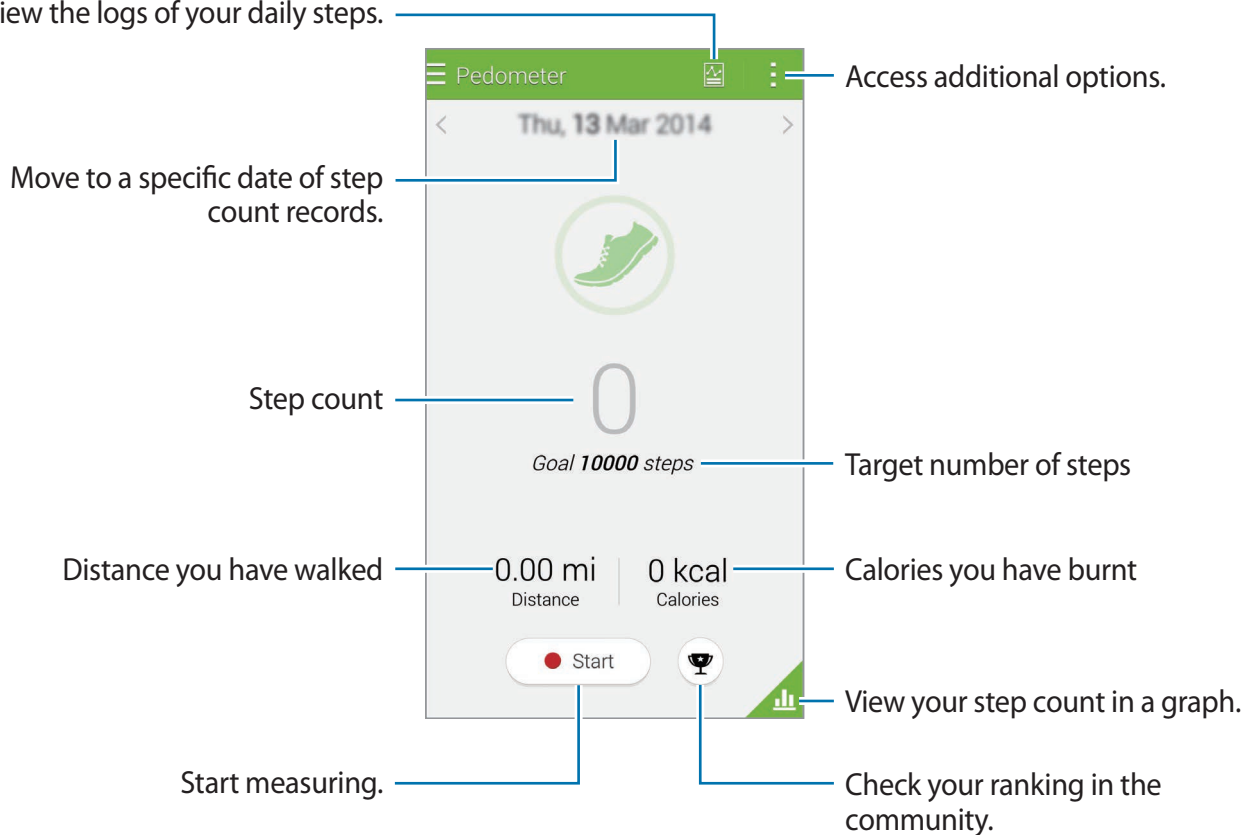 iew the logs of your daily steps.
Pedometer
Access additional options.
Thu, 13 Mar 2014
Move to a specific date of step
count records.
Step count
0
Goal 10000 steps
Target number of steps
Distance you have walked
0.00 mi
Distance
0 kcal
Calories
Calories you have burnt
Start
View your step count in a graph.
Start measuring.
Check your ranking in the
community.